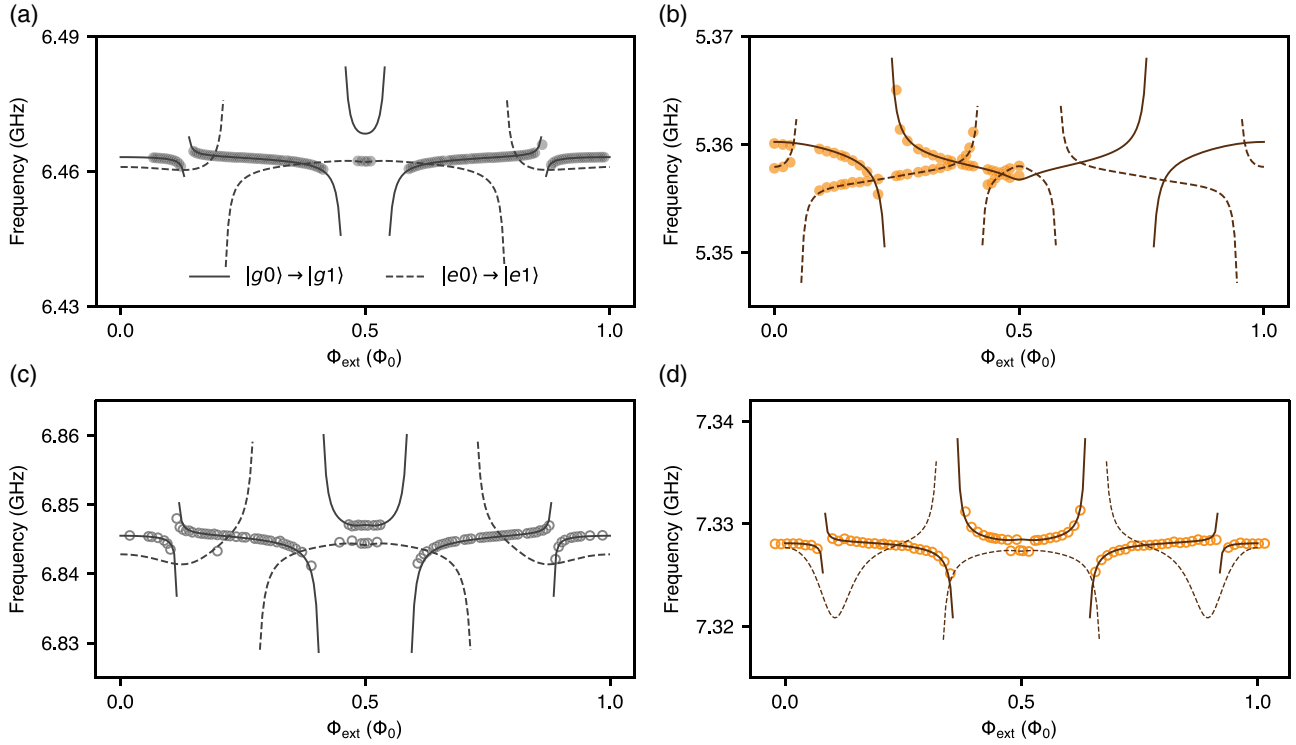 (a)
6.49
6.46
6.43
Frequency (GHz)
|g0⟩ → |g1⟩
|e0⟩ → |e1⟩
0.0
0.5
1.0
Φext (Φ0)
(b)
5.37
5.36
5.35
Frequency (GHz)
0.0
0.5
1.0
Φext (Φ0)
(c)
6.86
6.85
6.84
6.83
Frequency (GHz)
0.0
0.5
1.0
Φext (Φ0)
(d)
7.34
7.33
7.32
Frequency (GHz)
0.0
0.5
1.0
Φext (Φ0)